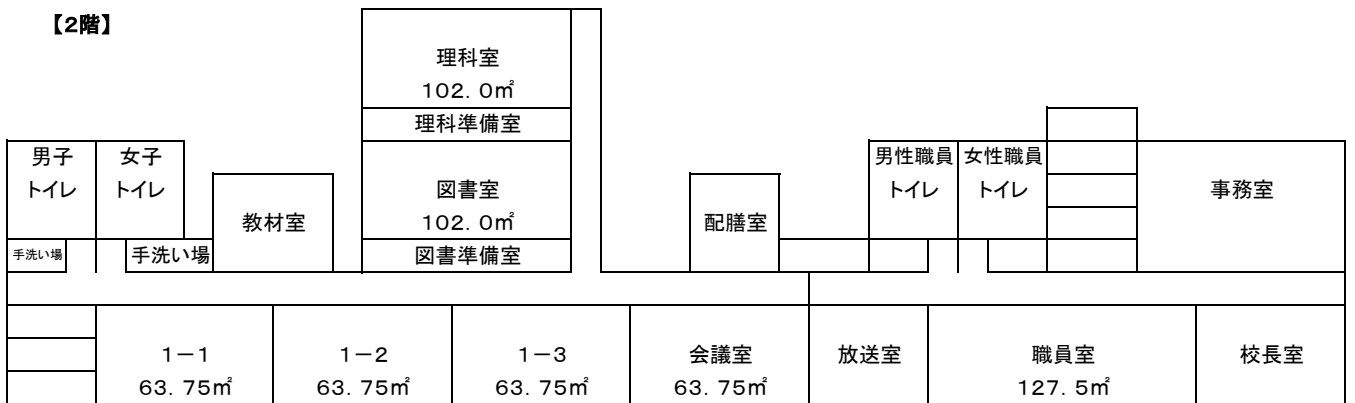 【2階】
理科室
102.0㎡
理科準備室
男子
トイレ
女子
トイレ
手洗い場
手洗い場
教材室
図書室
102.0㎡
図書準備室
配膳室
男性職員
トイレ
女性職員
トイレ
事務室
1-1
63.75㎡
1-2
63.75㎡
1-3
63.75㎡
会議室
63.75㎡
放送室
職員室
127.5㎡
校長室